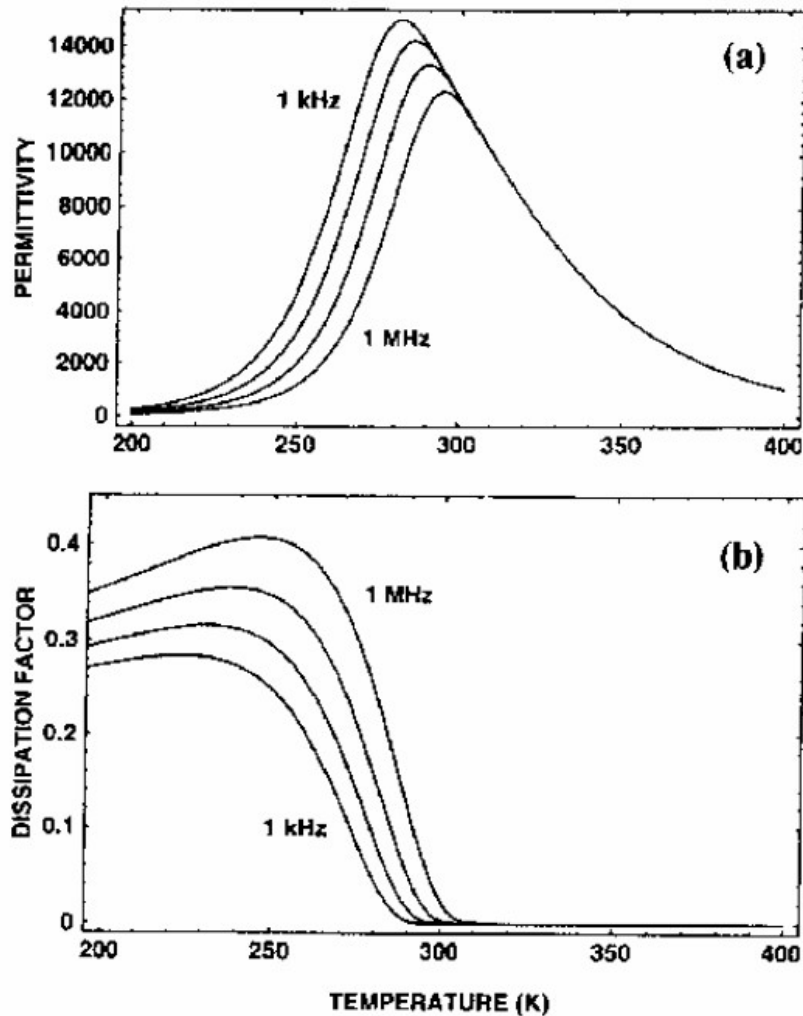 14000
(a)
12000
1 kHz
10000
PERMITTIVITY
8000
6000
4000
1 MHz
2000
0
200
250
300
350
400
0.4
(b)
1 MHz
0.3
DISSIPATION FACTOR
0.2
0.1
1 kHz
0
200
250
300
350
400
TEMPERATURE (K)